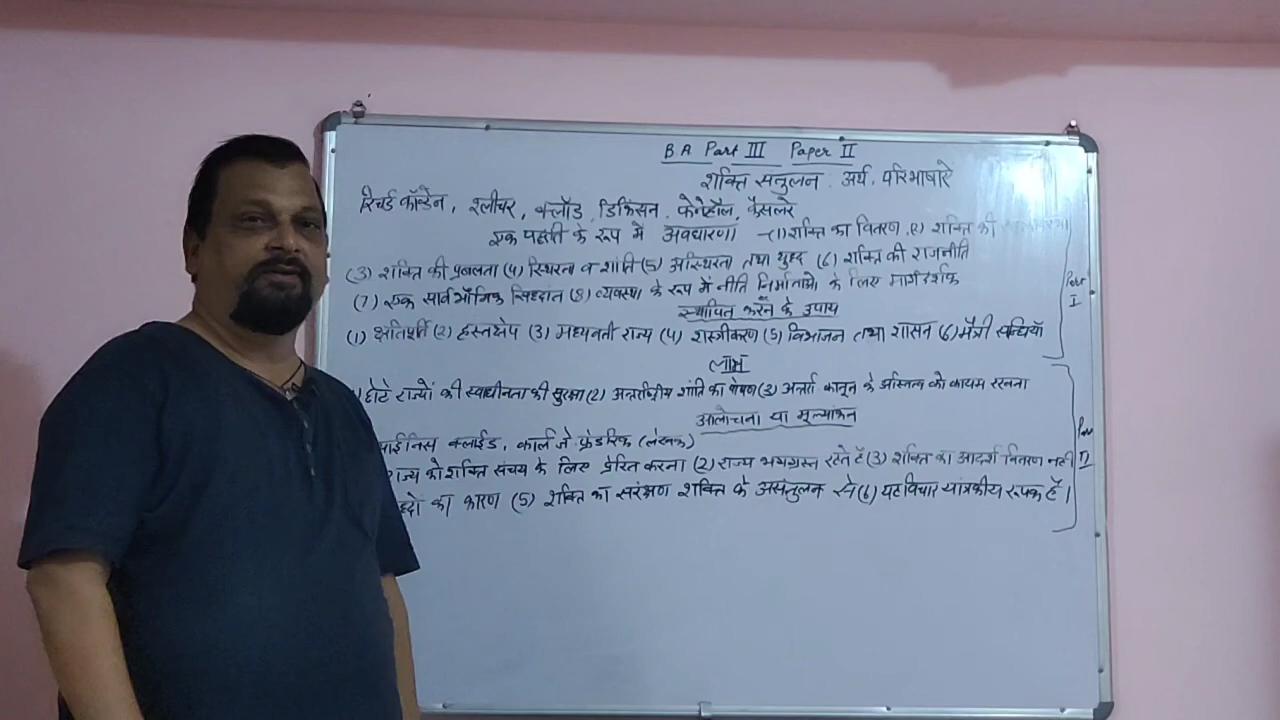 BA Part III Paper II
शक्ति सन्तुलन. अर्थ. परिभाषाऐं
रिचर्ड कॉब्डेन, श्लीचर, क्लॉड, डिकिंसन,
एक पद्दती के रूप में अवधारणा -(1) शक्ति का वितरण (2) शक्ति की
(3) शक्ति की प्रबलता (4) स्थिरता व शांति (5) अस्थिरता तथा युद्द (6) शक्ति की राजनीति
(7) एक सार्वभौमिक सिध्दांत (8) व्यवस्था के रूप में नीति निर्माताओ के लिए मार्गदर्शक
स्थापित करने के उपाय
Part I
(1) क्षतिपूर्ति (2) हस्तक्षेप (3) मध्यवर्ती राज्य (4) शस्त्रीकरण (5) विभाजन तथा शासन (6) मैत्री सन्धियाँ
लाभ
छोटे राज्यों की स्वाधीनता की सुरक्षा (2) अन्तर्राष्ट्रीय शांति का पोषण (3) अन्तर्रा कानून के अस्तित्व को कायम रखना
आलोचना या मूल्यांकन
क्लाईड, कार्ल जे फ्रेडरिक (लेखक)
राज्य को शक्ति संचय के लिए प्रेरित करना (2) राज्य भयग्रस्त रहते है (3) शक्ति का आदर्श वितरण नही
II
का कारण (5) शक्ति का संरक्षण शक्ति के असन्तुलन से (6) यह विचार यांत्रकीय रूपक है।